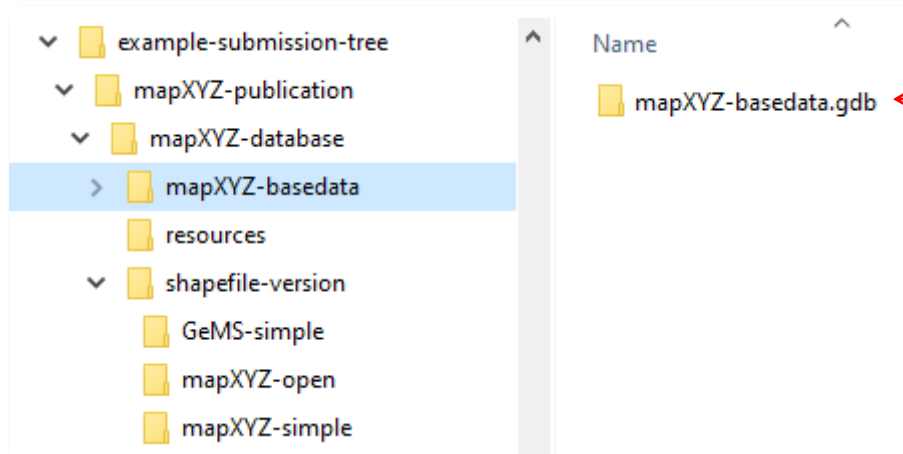 example-submission-tree
mapXYZ-publication
mapXYZ-database
mapXYZ-basedata
resources
shapefile-version
GeMS-simple
mapXYZ-open
mapXYZ-simple
Name
mapXYZ-basedata.gdb